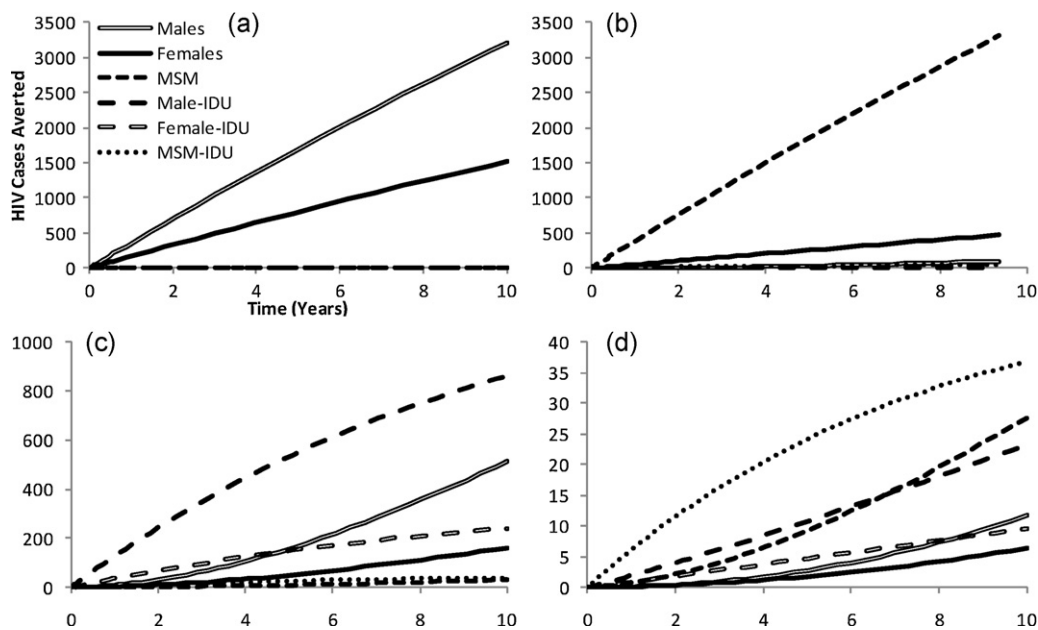 (a)
3500
3000
2500
2000
1500
1000
500
0
HIV Cases Averted
Males
Females
MSM
Male-IDU
Female-IDU
MSM-IDU
0 2 4 6 8 10
Time (Years)
(b)
3500
3000
2500
2000
1500
1000
500
0
0 2 4 6 8 10
(c)
1000
800
600
400
200
0
0 2 4 6 8 10
(d)
40
35
30
25
20
15
10
5
0
0 2 4 6 8 10